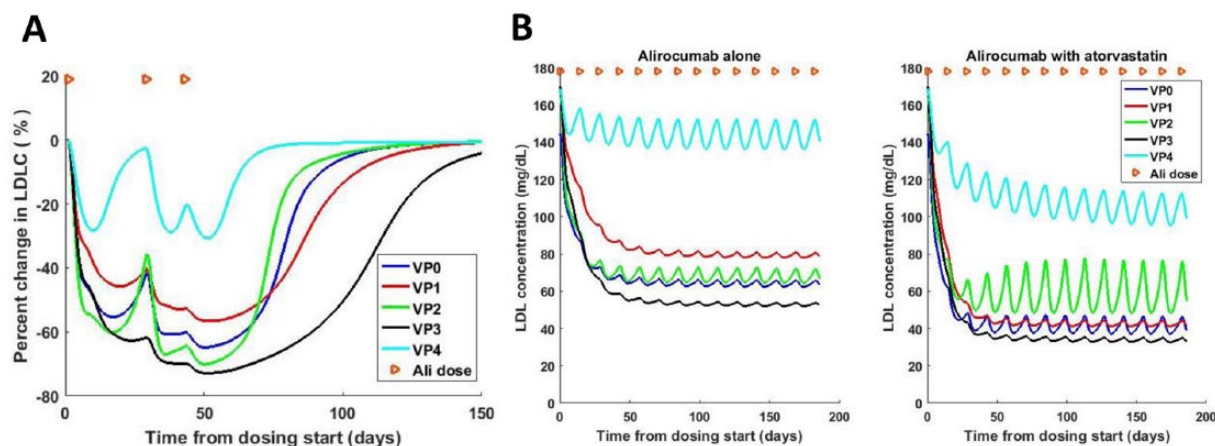 A
Percent change in LDLC ( % )
20
0
-20
-40
-60
-80
0
50
100
150
Time from dosing start (days)
VP0
VP1
VP2
VP3
VP4
Ali dose
B
Alirocumab alone
LDL concentration (mg/dL)
180
160
140
120
100
80
60
40
20
0
0
50
100
150
200
Time from dosing start (days)
Alirocumab with atorvastatin
LDL concentration (mg/dL)
180
160
140
120
100
80
60
40
20
0
0
50
100
150
200
Time from dosing start (days)
VP0
VP1
VP2
VP3
VP4
Ali dose